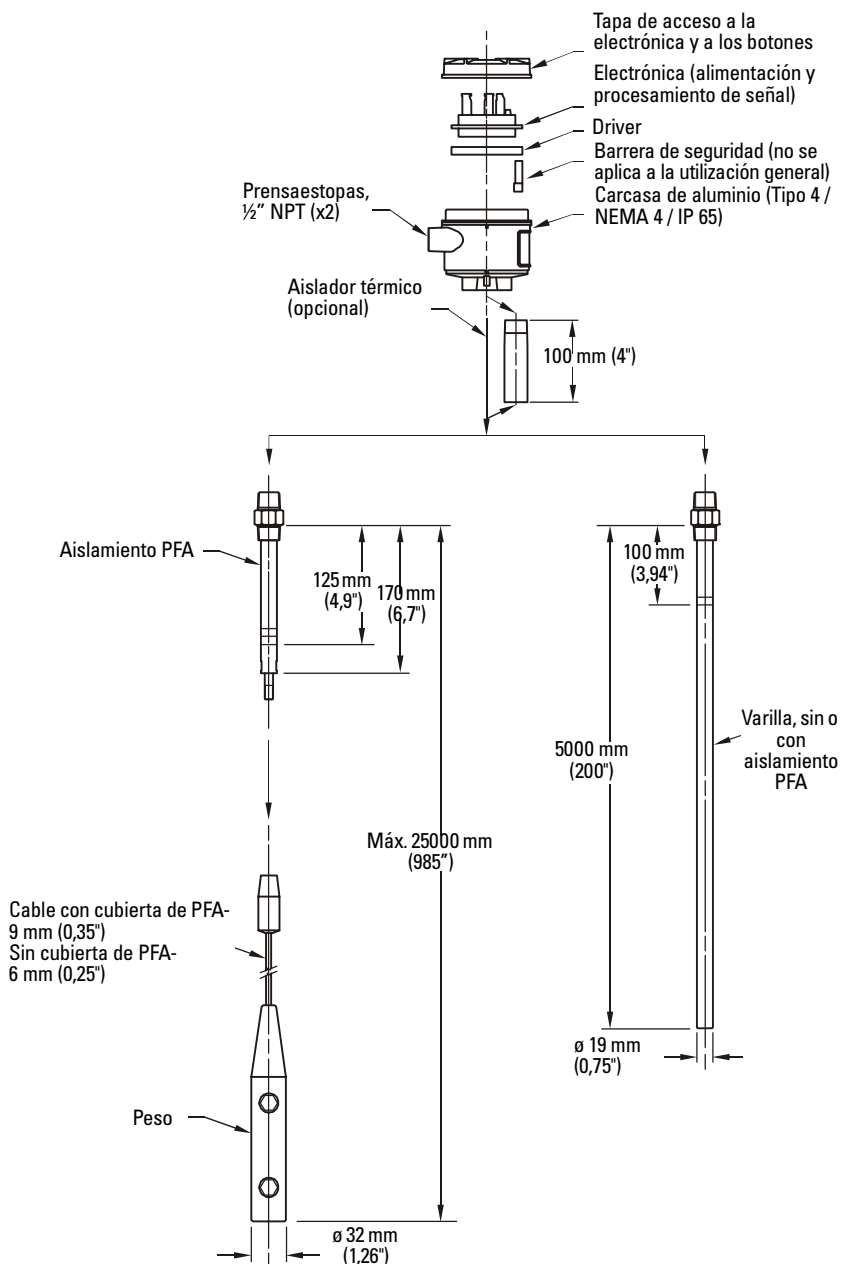 Tapa de acceso a la
electrónica y a los botones
Electrónica (alimentación y
procesamiento de señal)
Driver
Barrera de seguridad (no se
aplica a la utilización general)
Carcasa de aluminio (Tipo 4 /
NEMA 4 / IP 65)
Prensaestopas,
½” NPT (x2)
Aislador térmico
(opcional)
100 mm (4")
Aislamiento PFA
125 mm
(4,9")
170 mm
(6,7")
100 mm
(3,94")
Varilla, sin o
con
aislamiento
PFA
5000 mm
(200")
Máx. 25000 mm
(985”)
Cable con cubierta de PFA-
9 mm (0,35")
Sin cubierta de PFA-
6 mm (0,25")
ø 19 mm
(0,75")
Peso
ø 32 mm
(1,26")